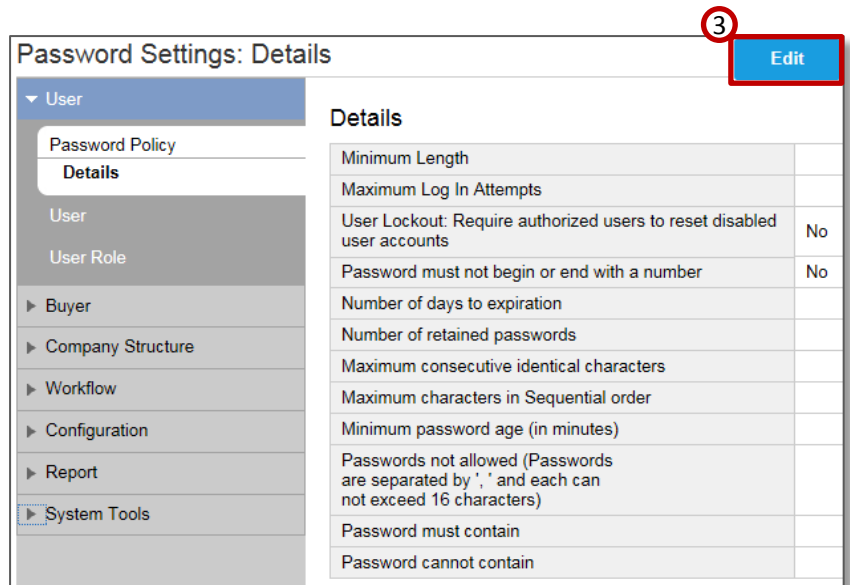 3
Password Settings: Details
Edit
User
Password Policy
Details
User
User Role
Buyer
Company Structure
Workflow
Configuration
Report
System Tools
Details
Minimum Length
Maximum Log In Attempts
User Lockout: Require authorized users to reset disabled
user accounts
No
Password must not begin or end with a number
No
Number of days to expiration
Number of retained passwords
Maximum consecutive identical characters
Maximum characters in Sequential order
Minimum password age (in minutes)
Passwords not allowed (Passwords
are separated by ', ' and each can
not exceed 16 characters)
Password must contain
Password cannot contain